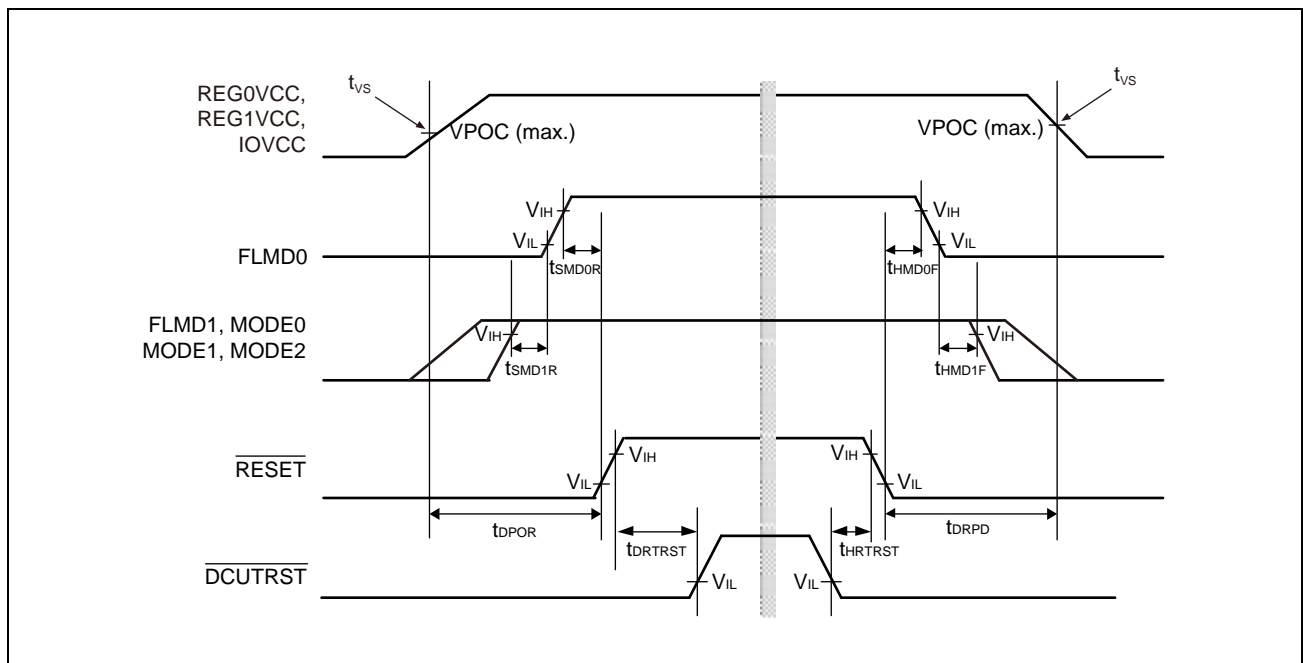 REG0VCC,
REG1VCC,
IOVCC
tVS
VPOC (max.)
VPOC (max.)
tVS
FLMD0
VIH
VIL
tSMD0R
VIH
VIL
tHMD0F
FLMD1, MODE0
MODE1, MODE2
VIH
tSMD1R
VIH
tHMD1F
RESET
VIH
VIL
VIH
VIL
tDPOR
tDRTRST
tHRTRST
tDRPD
DCUTRST
VIL
VIL